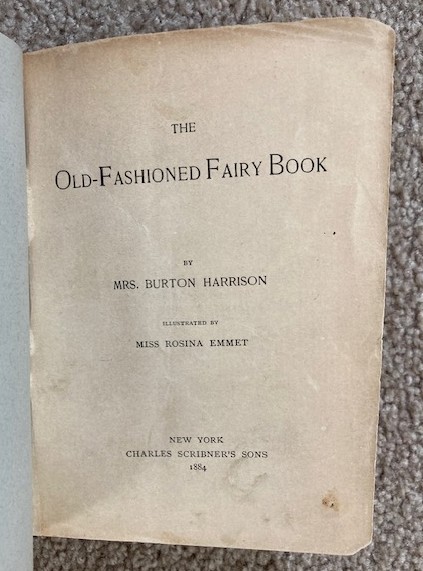 THE
OLD-FASHIONED FAIRY BOOK
BY
MRS. BURTON HARRISON
ILLUSTRATED BY
MISS ROSINA EMMET
NEW YORK
CHARLES SCRIBNER'S SONS
1884